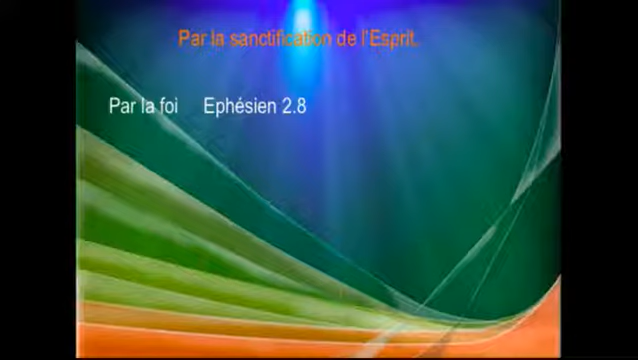 Par la sanctification de l'Esprit.
Par la foi Ephésien 2.8